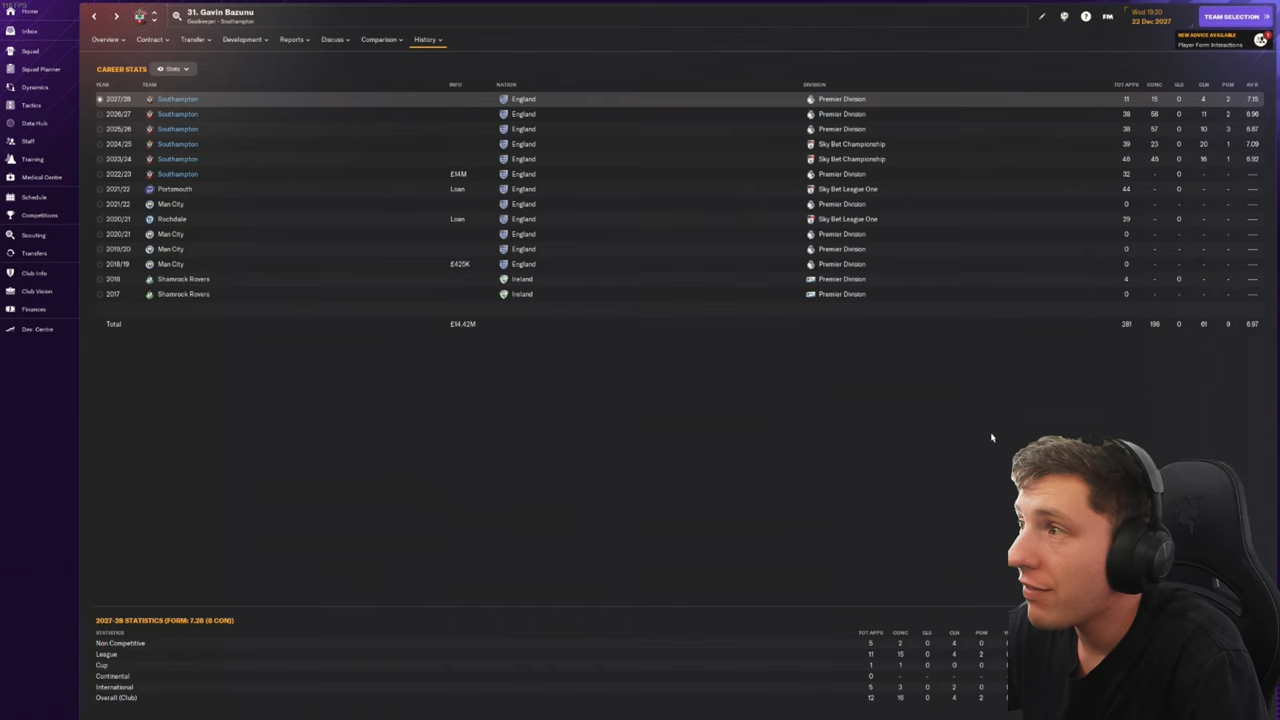 Home
31. Gavin Bazunu
Goalkeeper - Southampton
FM
Wed 19:30
22 Dec 2027
TEAM SELECTION
Inbox
Overview Contract Transfer Development Reports Discuss Comparison History
NEW ADVICE AVAILABLE
Player Form Interactions
Squad
Squad Planner
Dynamics
Tactics
Data Hub
Staff
Training
Medical Centre
Schedule
Competitions
Scouting
Transfers
Club Info
Club Vision
Finances
Dev. Centre
CAREER STATS Stats
YEAR TEAM INFO NATION DIVISION TOT APPS CONC GLS CLN POM AV R
2027/28 Southampton England Premier Division 11 15 0 4 2 7.15
2026/27 Southampton England Premier Division 38 58 0 11 2 6.96
2025/26 Southampton England Premier Division 38 57 0 10 3 6.87
2024/25 Southampton England Sky Bet Championship 39 23 0 20 1 7.09
2023/24 Southampton England Sky Bet Championship 46 45 0 16 1 6.92
2022/23 Southampton £14M England Premier Division 32 - - - - ----
2021/22 Portsmouth Loan England Sky Bet League One 44 - 0 - - ----
2021/22 Man City England Premier Division 0 - - - - ----
2020/21 Rochdale Loan England Sky Bet League One 29 - 0 - - ----
2020/21 Man City England Premier Division 0 - - - - ----
2019/20 Man City England Premier Division 0 - - - - ----
2018/19 Man City £425K England Premier Division 0 - - - - ----
2018 Shamrock Rovers Ireland Premier Division 4 - 0 - - ----
2017 Shamrock Rovers Ireland Premier Division 0 - - - - ----
Total £14.42M 281 198 0 61 9 6.97
2027-28 STATISTICS (FORM: 7.28 (8 CON))
STATISTICS TOT APPS CONC GLS CLN POM
Non Competitive 5 2 0 4 0
League 11 15 0 4 2
Cup 1 1 0 0 0
Continental 0 - - - -
International 5 3 0 2 0
Overall (Club) 12 16 0 4 2